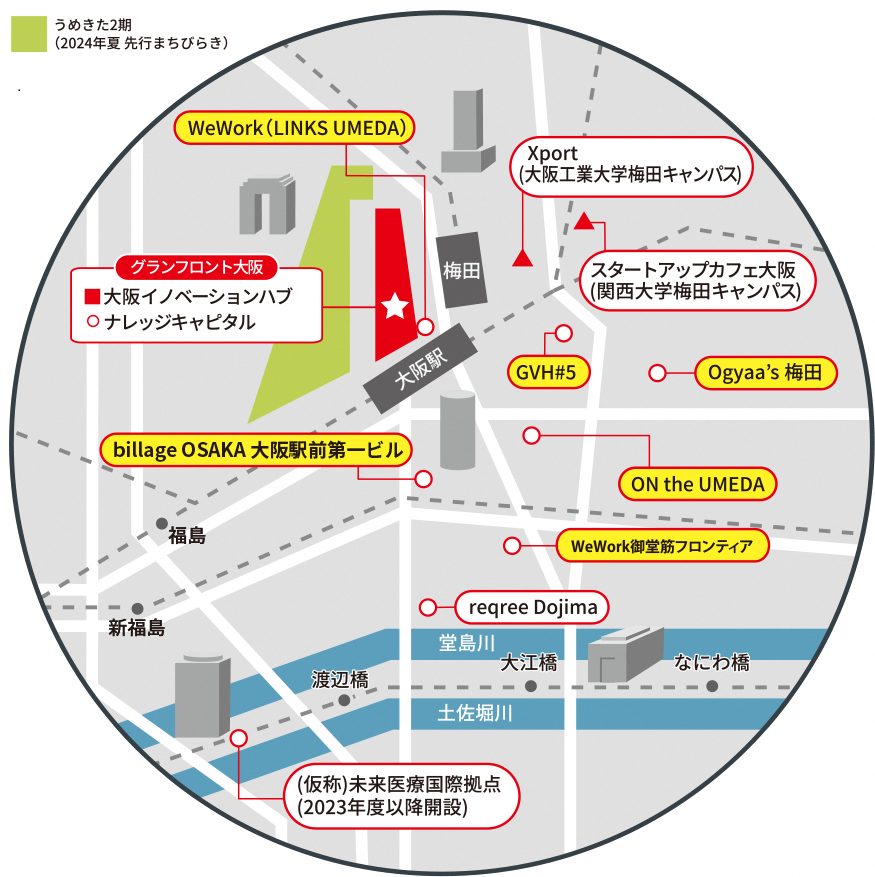 うめきた2期
（2024年夏 先行まちびらき）
WeWork（LINKS UMEDA）
Xport
(大阪工業大学梅田キャンパス)
グランフロント大阪
大阪イノベーションハブ
ナレッジキャピタル
梅田
スタートアップカフェ大阪
(関西大学梅田キャンパス)
大阪駅
GVH#5
Ogyaa's 梅田
billage OSAKA 大阪駅前第一ビル
ON the UMEDA
福島
WeWork御堂筋フロンティア
新福島
reqree Dojima
堂島川
大江橋
なにわ橋
渡辺橋
土佐堀川
(仮称)未来医療国際拠点
(2023年度以降開設)